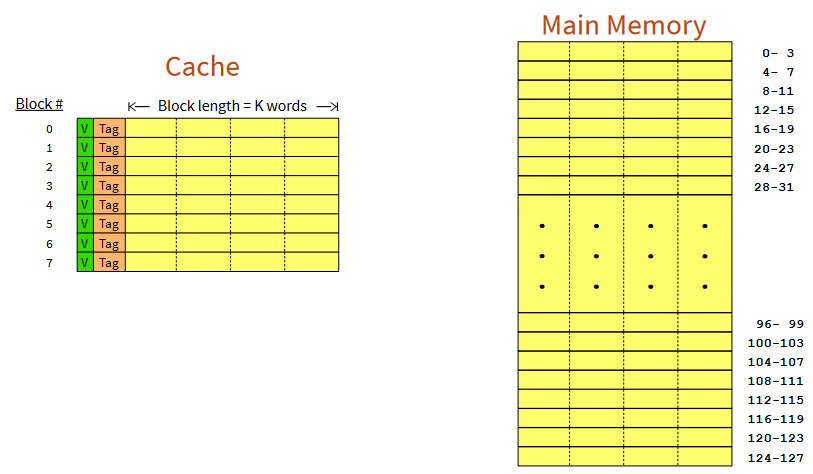 Cache
Block #
Block length = K words
0 V Tag
1 V Tag
2 V Tag
3 V Tag
4 V Tag
5 V Tag
6 V Tag
7 V Tag
Main Memory
0- 3
4- 7
8-11
12-15
16-19
20-23
24-27
28-31
96- 99
100-103
104-107
108-111
112-115
116-119
120-123
124-127